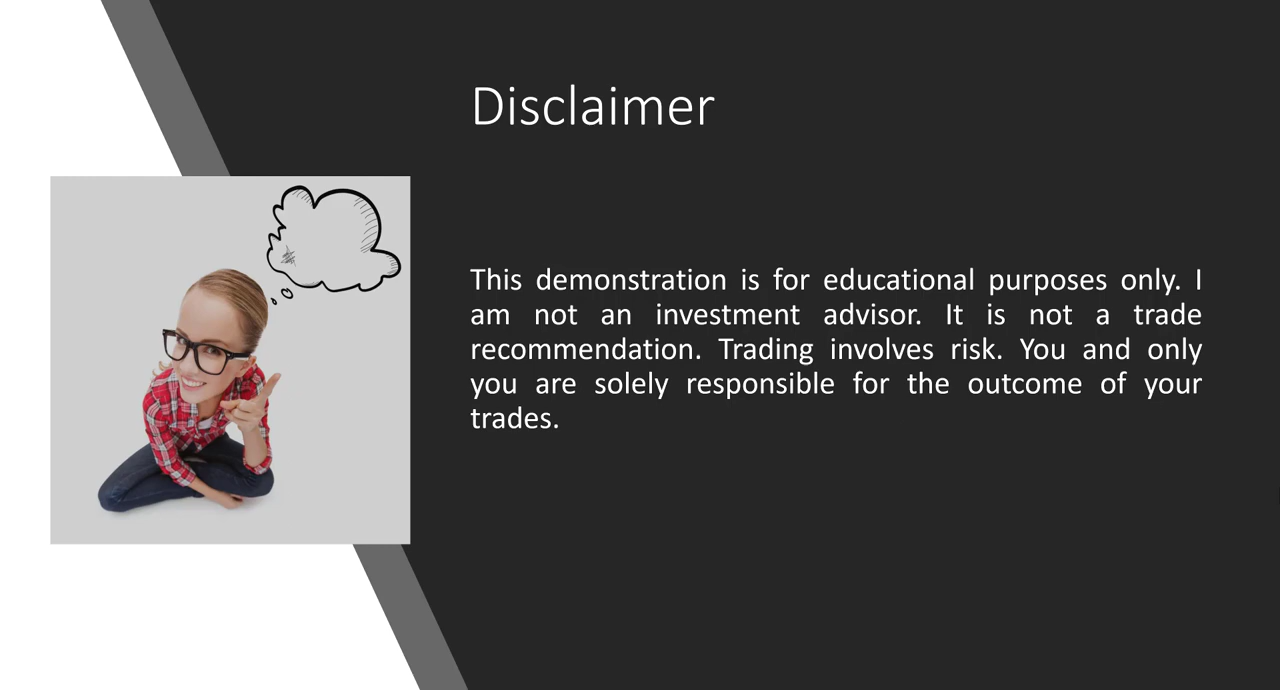 Disclaimer
This demonstration is for educational purposes only. I
am not an investment advisor. It is not a trade
recommendation. Trading involves risk. You and only
you are solely responsible for the outcome of your
trades.